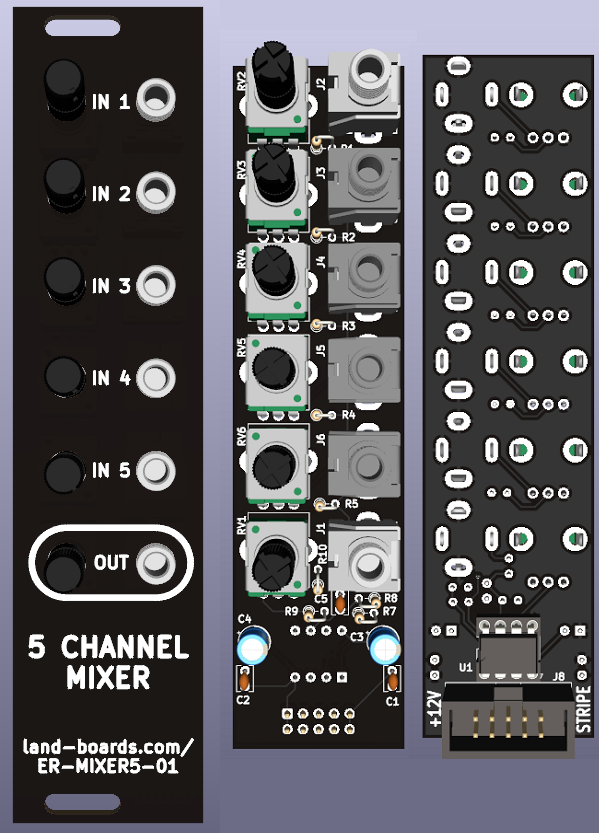 IN 1
IN 2
IN 3
IN 4
IN 5
OUT
5 CHANNEL
MIXER
land-boards.com/
ER-MIXER5-01
RV2
J2
RV3
J3
R2
RV4
J4
R3
RV5
J5
R4
RV6
J6
R5
RV1
J1
R10
C5
R8
R9
R7
C4
C3
C2
C1
U1
J8
+12V
STRIPE